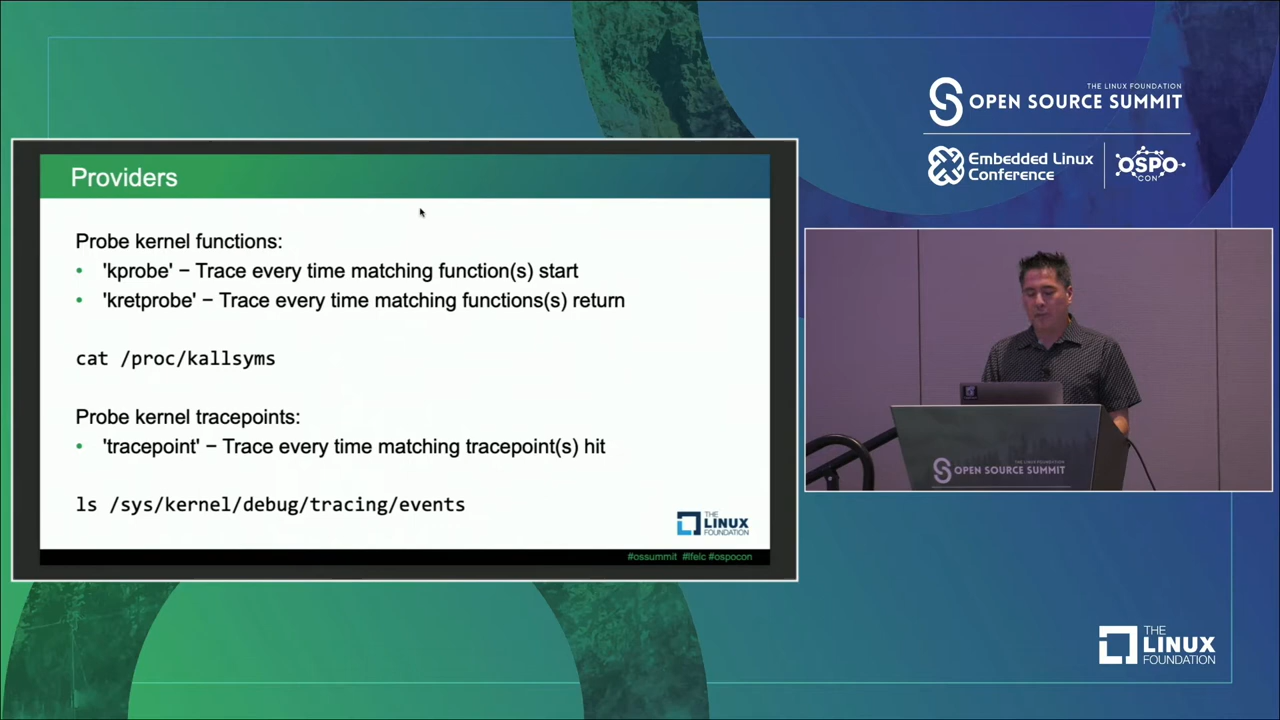 THE LINUX FOUNDATION
OPEN SOURCE SUMMIT
Embedded Linux
Conference
OSPO
CON
Providers
Probe kernel functions:
• 'kprobe' – Trace every time matching function(s) start
• 'kretprobe' – Trace every time matching functions(s) return
cat /proc/kallsyms
Probe kernel tracepoints:
• 'tracepoint' – Trace every time matching tracepoint(s) hit
ls /sys/kernel/debug/tracing/events
THE
LINUX
FOUNDATION
#ossummit #lfelc #ospocon
THE LINUX FOUNDATION
OPEN SOURCE SUMMIT
THE
LINUX
FOUNDATION